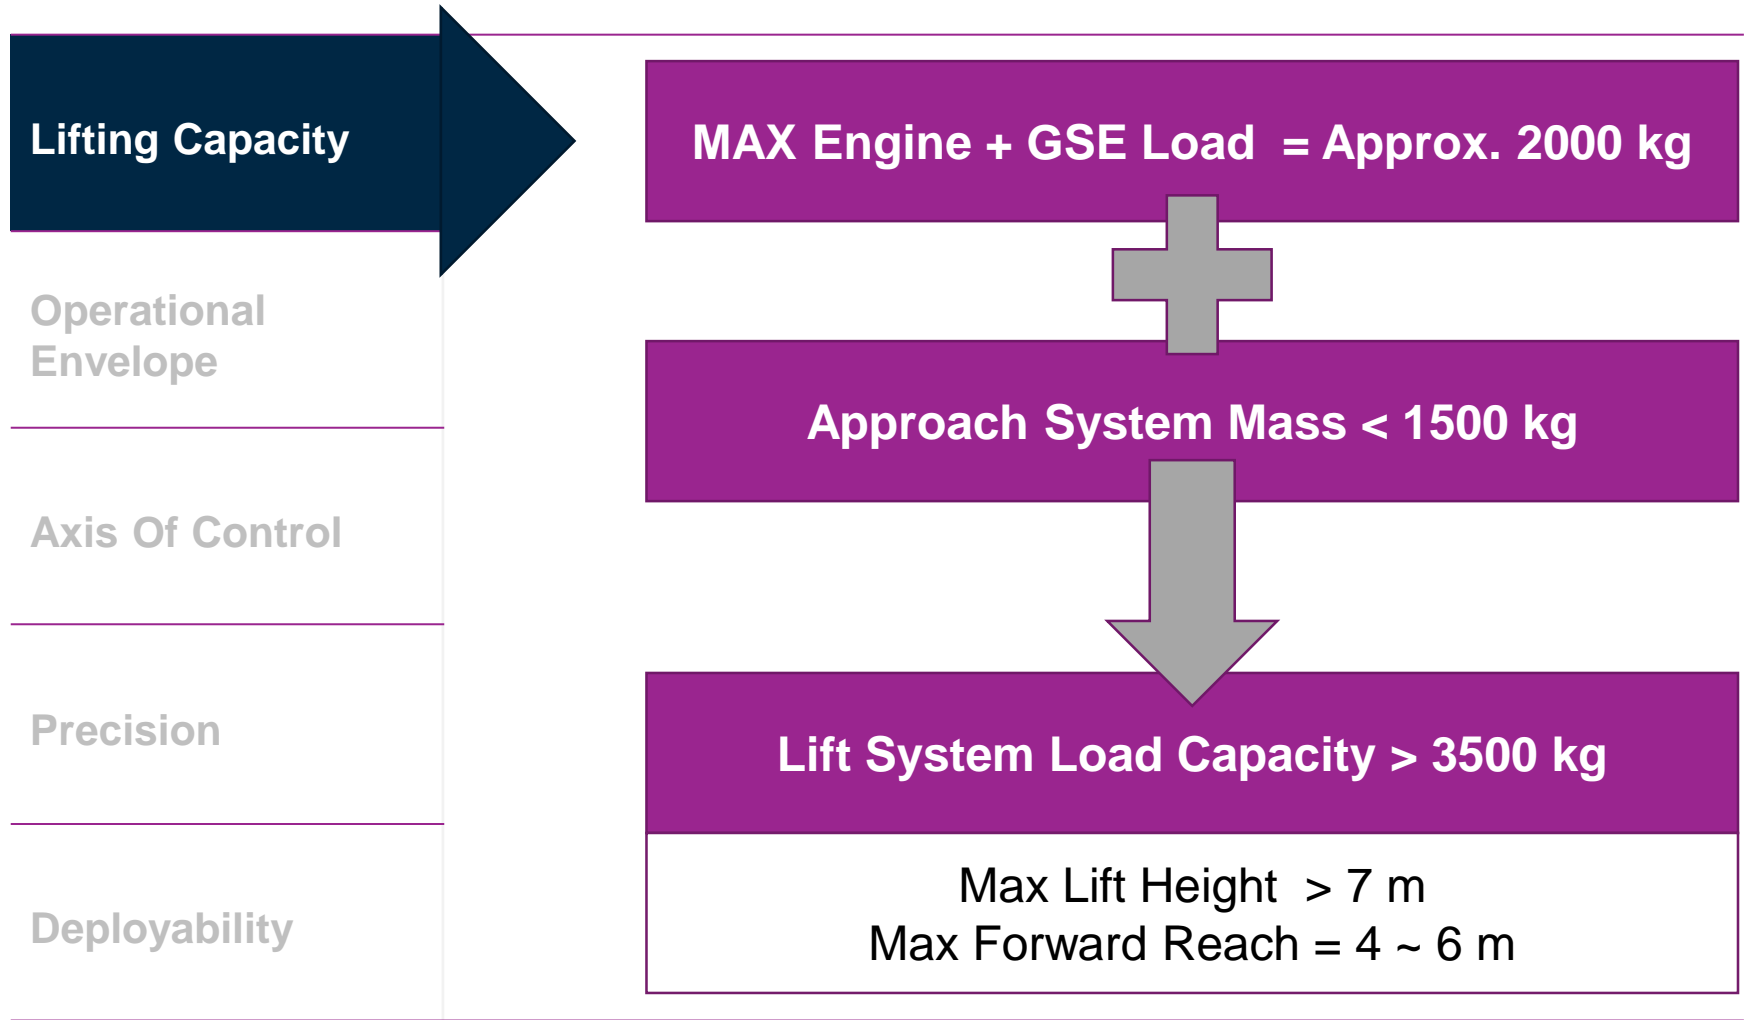 Lifting Capacity
MAX Engine + GSE Load = Approx. 2000 kg
Operational
Envelope
Approach System Mass < 1500 kg
Axis Of Control
Precision
Lift System Load Capacity > 3500 kg
Deployability
Max Lift Height > 7 m
Max Forward Reach = 4 ~ 6 m